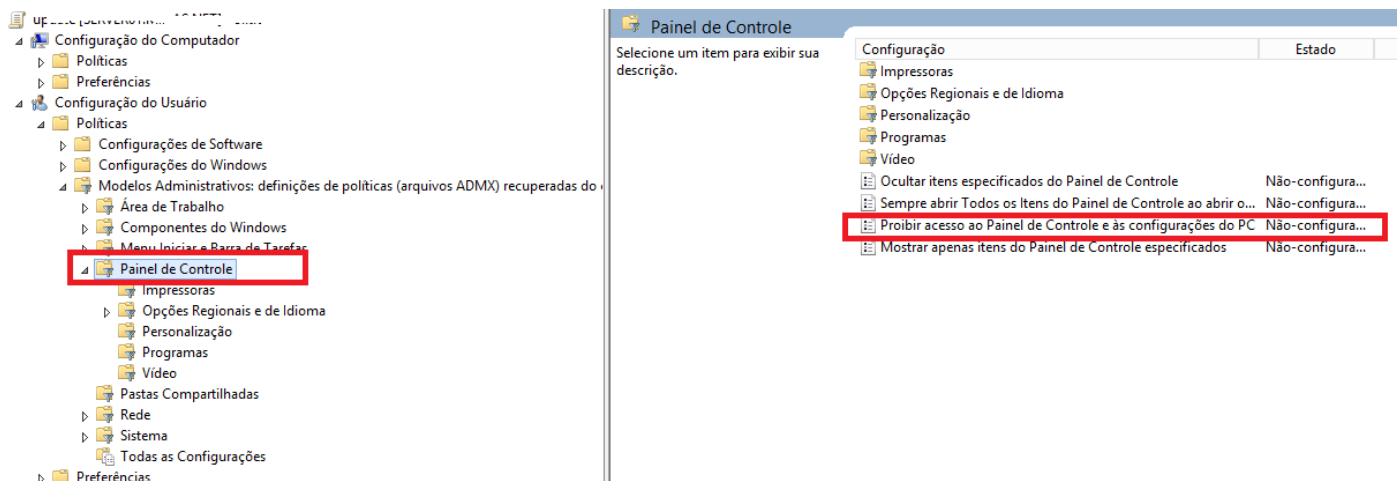 Configuração do Computador
Políticas
Preferências
Configuração do Usuário
Políticas
Configurações de Software
Configurações do Windows
Modelos Administrativos: definições de políticas (arquivos ADMX) recuperadas do
Área de Trabalho
Componentes do Windows
Menu Iniciar e Barra de Tarefas
Painel de Controle
Impressoras
Opções Regionais e de Idioma
Personalização
Programas
Vídeo
Pastas Compartilhadas
Rede
Sistema
Todas as Configurações
Preferências
Painel de Controle
Selecione um item para exibir sua
descrição.
Configuração Estado
Impressoras
Opções Regionais e de Idioma
Personalização
Programas
Vídeo
Ocultar itens especificados do Painel de Controle Não-configura...
Sempre abrir Todos os Itens do Painel de Controle ao abrir o... Não-configura...
Proibir acesso ao Painel de Controle e às configurações do PC Não-configura...
Mostrar apenas itens do Painel de Controle especificados Não-configura...